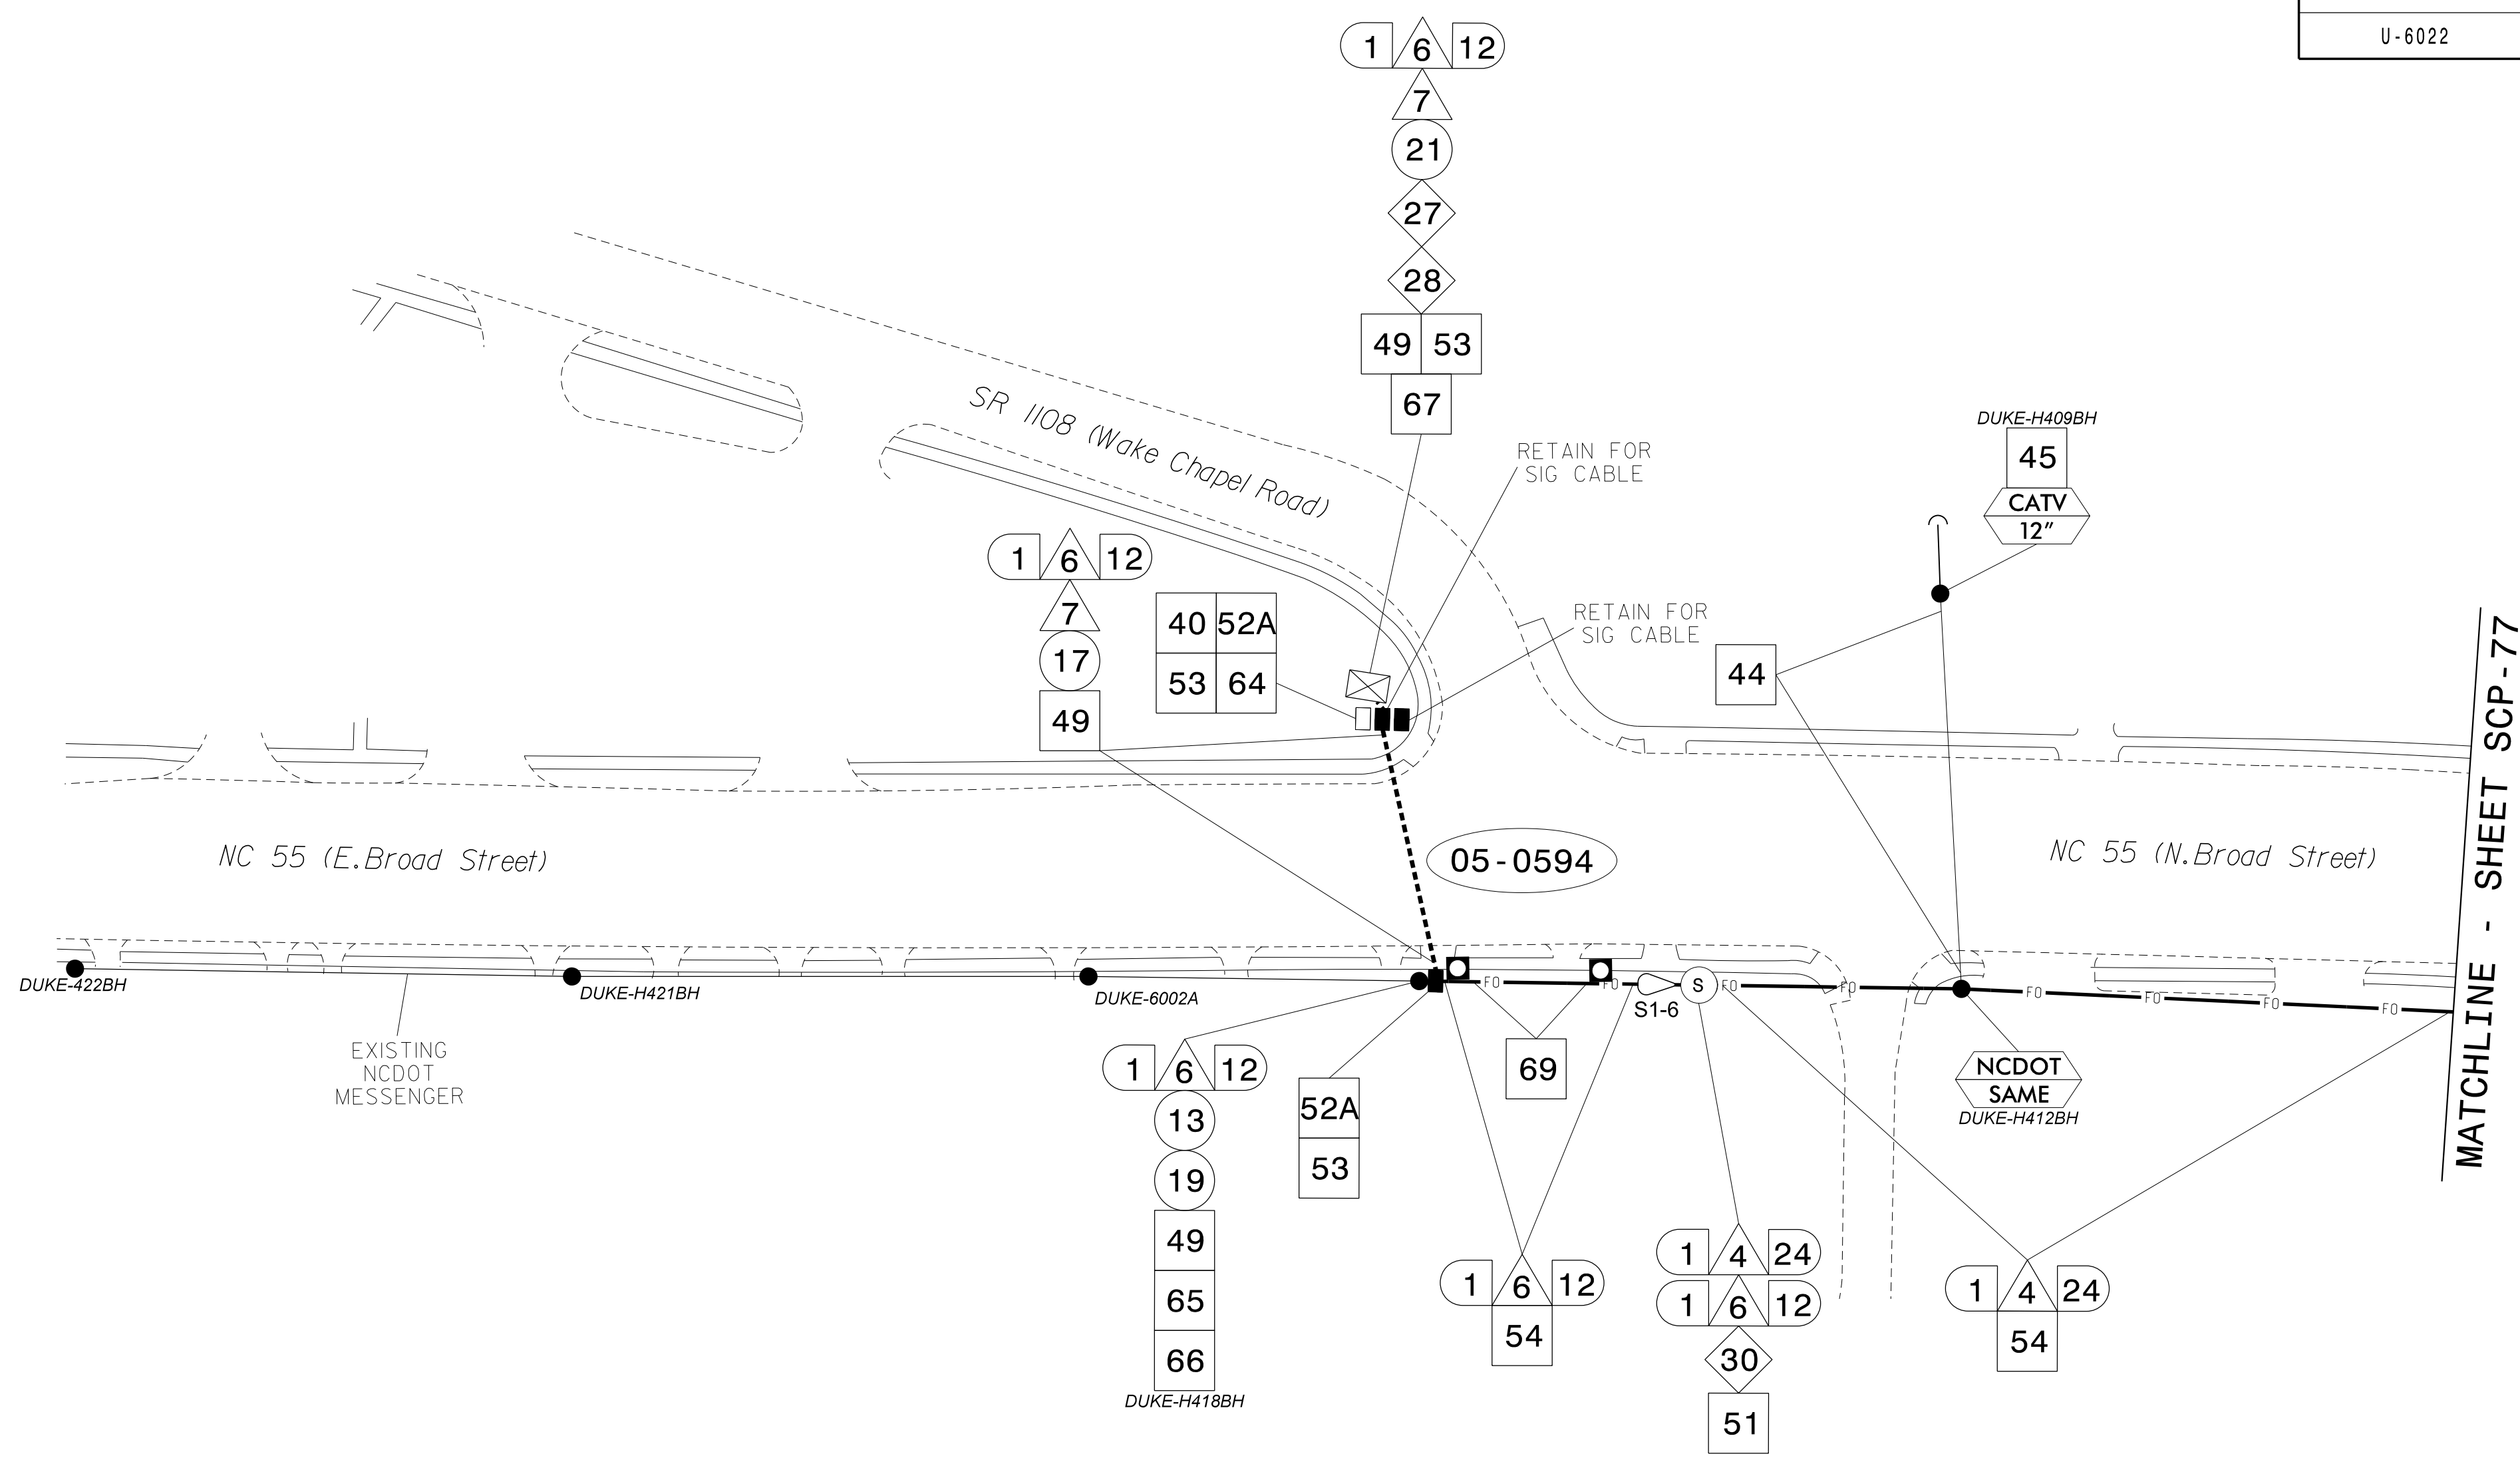 U-6022
1 6 12
7
21
27
28
49 53
67
RETAIN FOR
SIG CABLE
DUKE-H409BH
45
CATV
12"
SR 1108 (Wake Chapel Road)
1 6 12
7
17
49
40 52A
53 64
RETAIN FOR
SIG CABLE
44
MATCHLINE - SHEET SCP-77
NC 55 (E.Broad Street)
05-0594
NC 55 (N.Broad Street)
DUKE-422BH
DUKE-H421BH
DUKE-6002A
FO
FO
S1-6
S
FO
FO
FO
FO
FO
FO
EXISTING
NCDOT
MESSENGER
1 6 12
13
19
49
65
66
DUKE-H418BH
52A
53
69
NCDOT
SAME
DUKE-H412BH
1 6 12
54
1 4 24
1 6 12
30
51
1 4 24
54